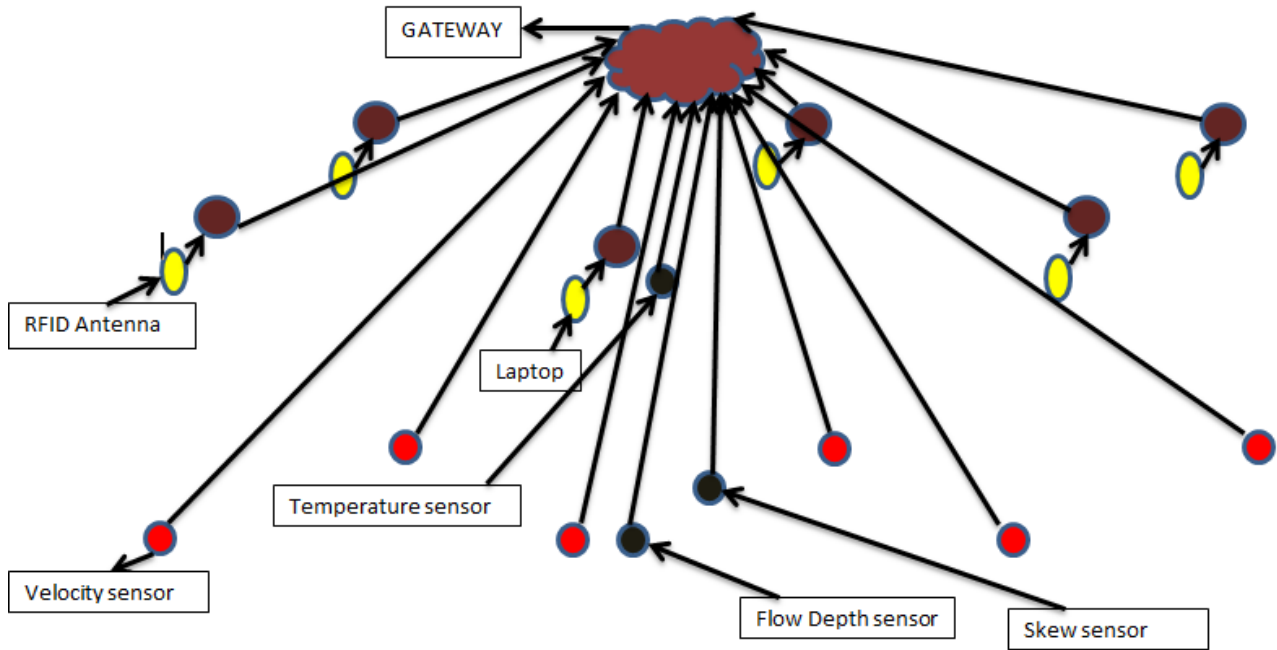 GATEWAY
RFID Antenna
Laptop
Temperature sensor
Velocity sensor
Flow Depth sensor
Skew sensor